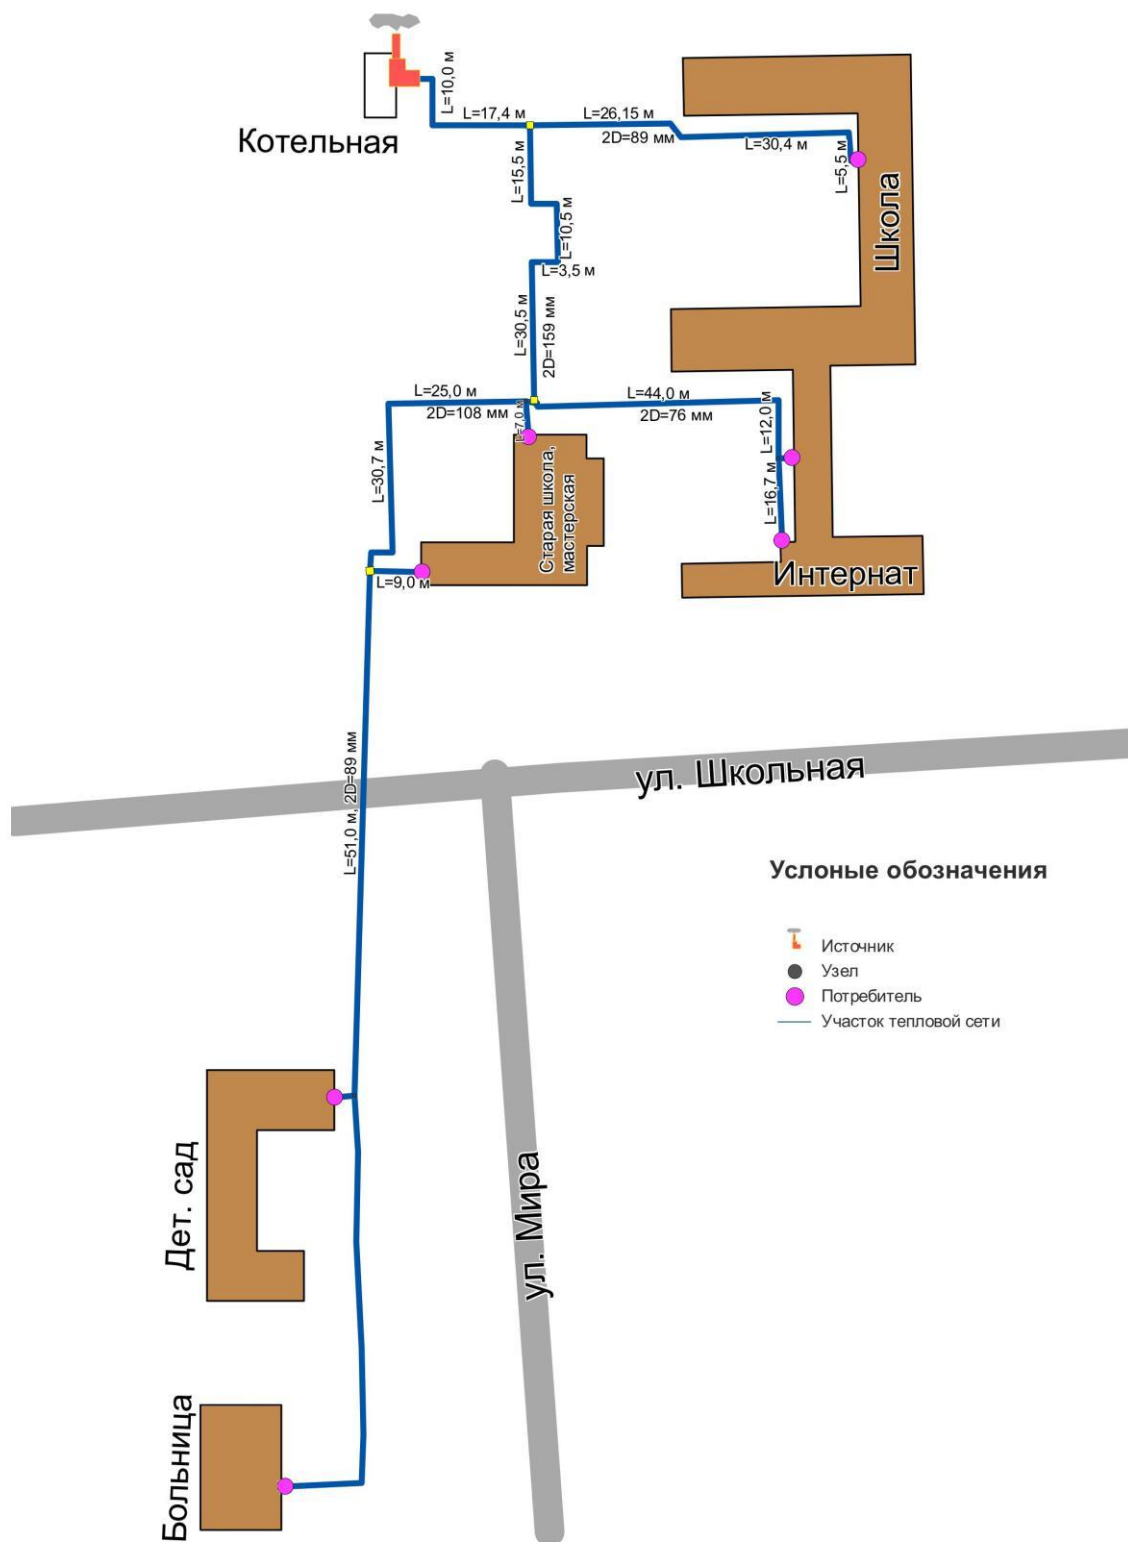 L=10,0 м
L=17,4 м
L=26,15 м
Котельная
2D=89 мм
L=30,4 м
L=5,5 м
L=15,5 м
Школа
L=10,5 м
L=3,5 м
L=30,5 м
2D=159 мм
L=25,0 м
2D=108 мм
L=7,0 м
L=44,0 м
2D=76 мм
L=12,0 м
L=30,7 м
L=16,7 м
Старая школа,
мастерская
L=9,0 м
Интернат
L=51,0 м, 2D=89 мм
ул. Школьная
Услоные обозначения
Источник
Узел
Потребитель
Участок тепловой сети
Дет. сад
ул. Мира
Больница